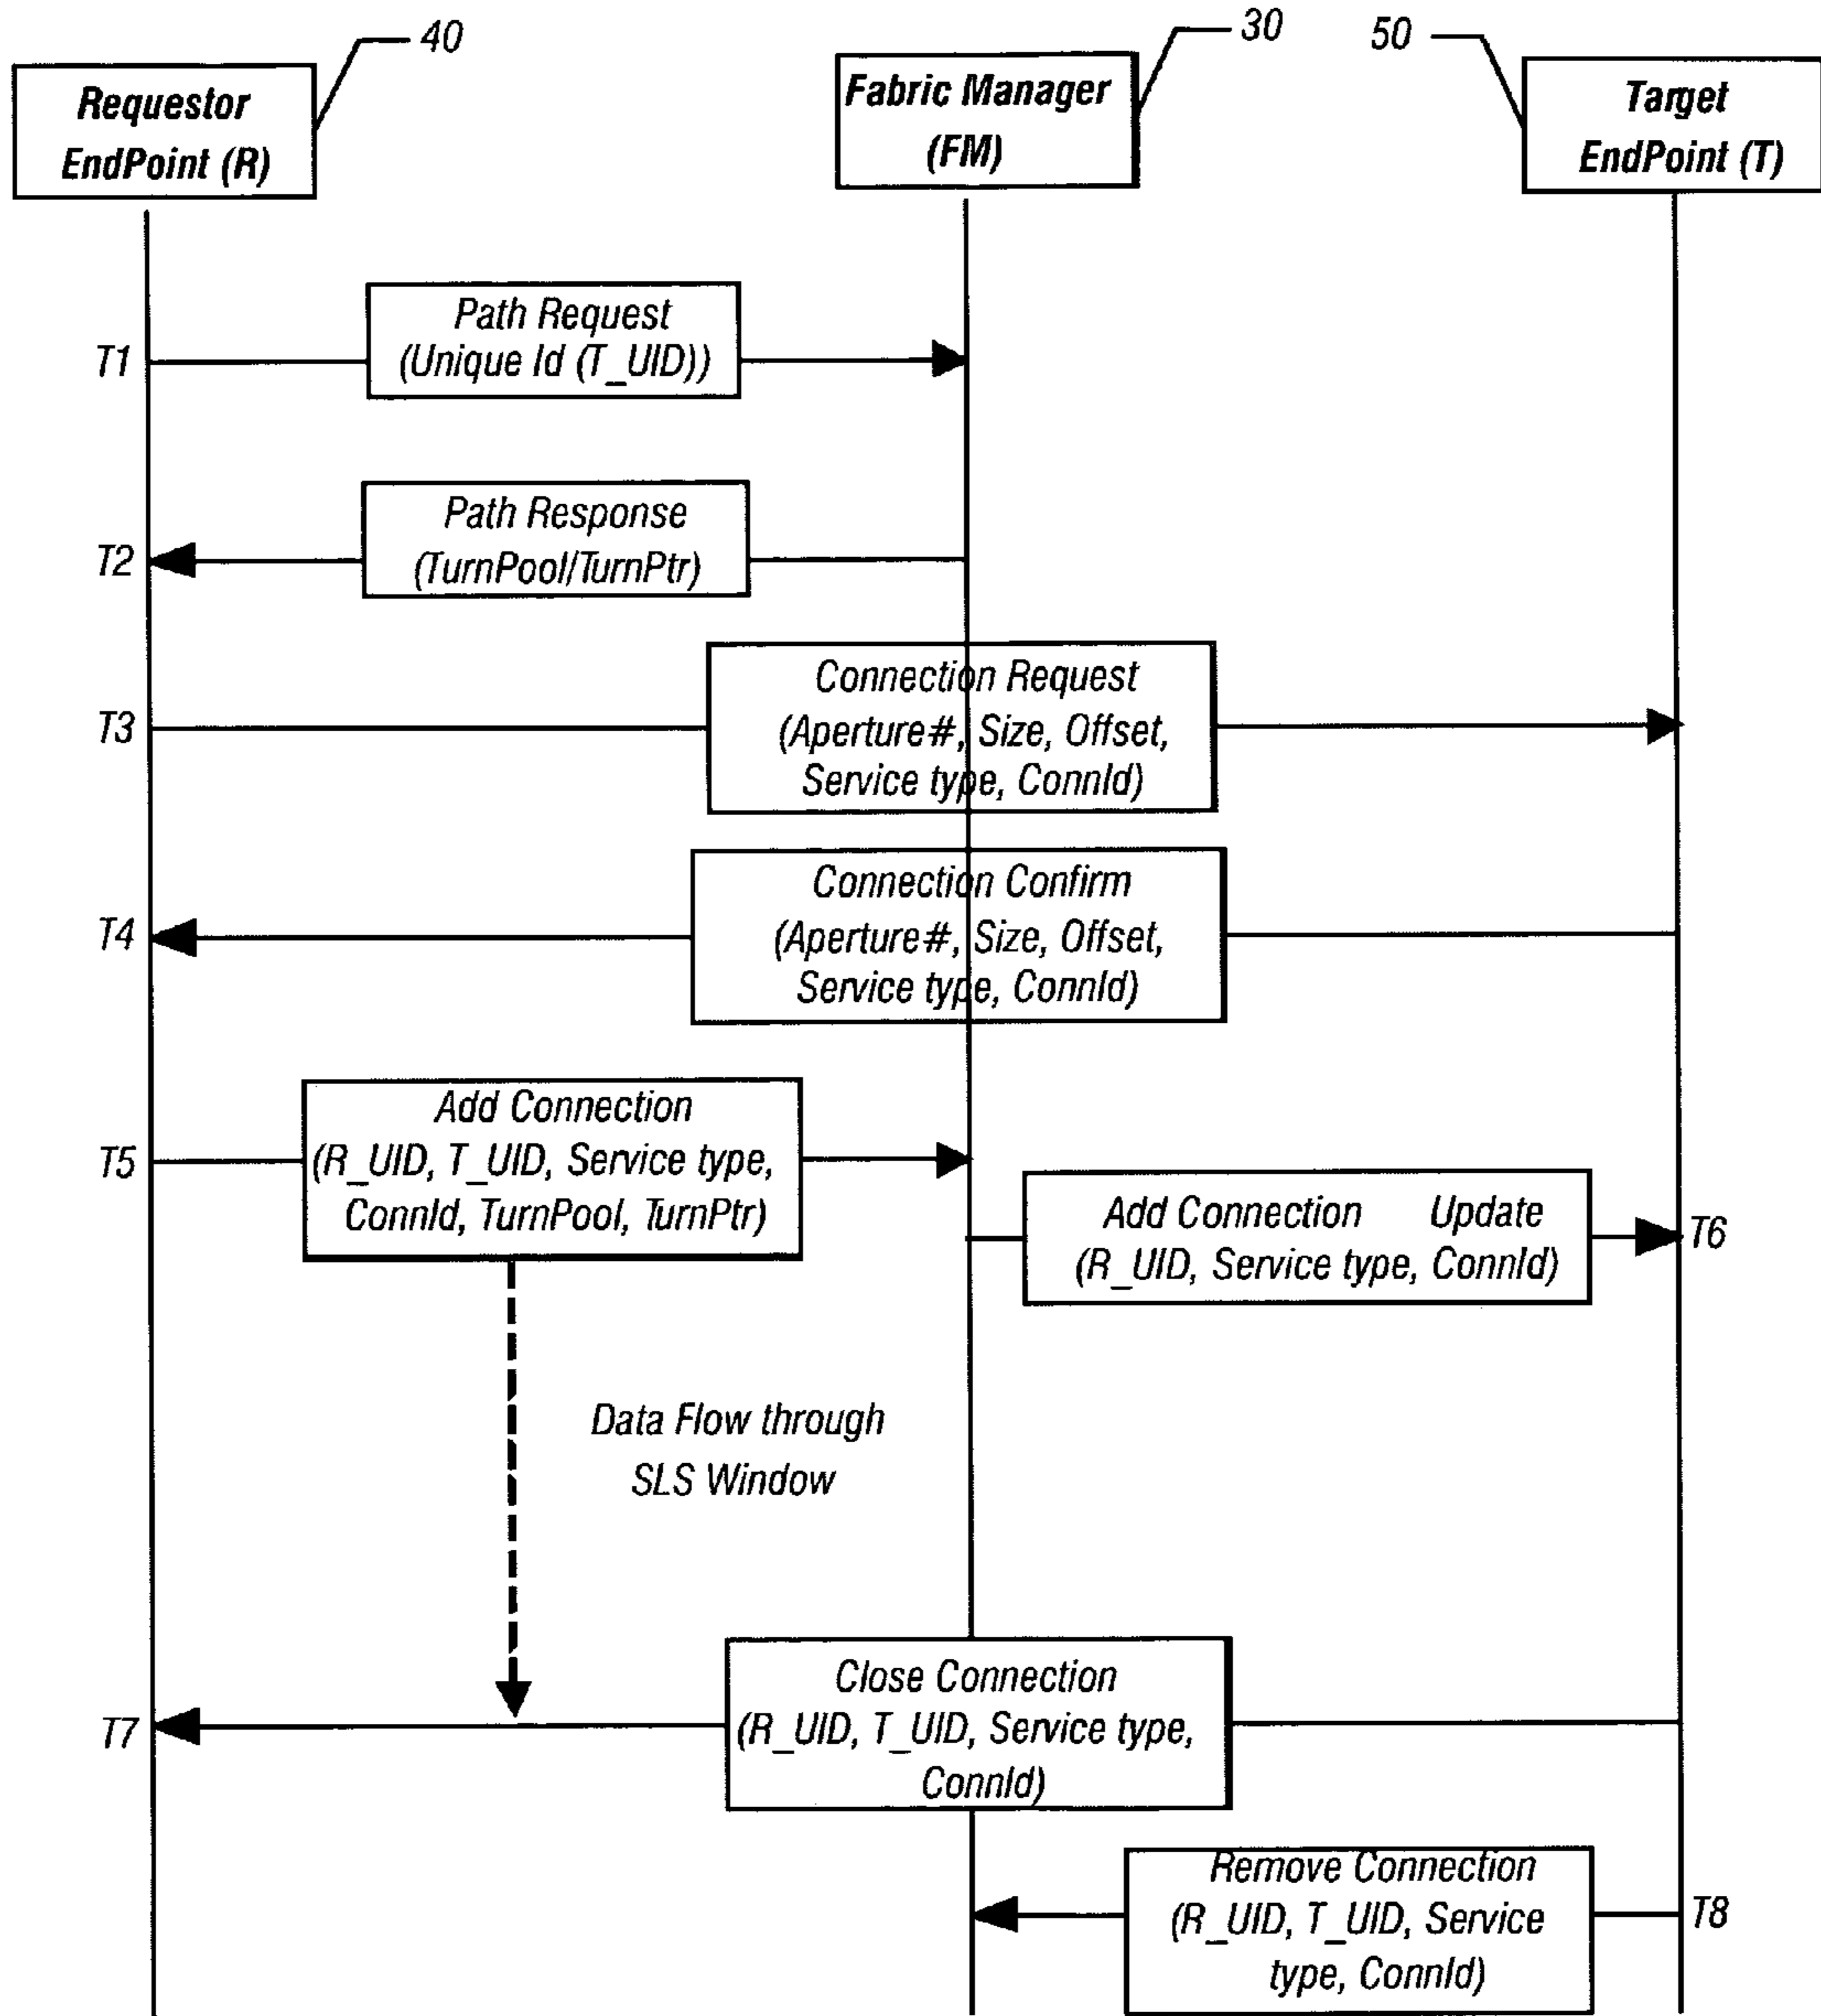 40
30
50
Requestor
EndPoint (R)
Fabric Manager
(FM)
Target
EndPoint (T)
Path Request
(Unique Id (T_UID))
T1
Path Response
(TurnPool/TurnPtr)
T2
Connection Request
(Aperture#, Size, Offset,
Service type, ConnId)
T3
Connection Confirm
(Aperture#, Size, Offset,
Service type, ConnId)
T4
Add Connection
(R_UID, T_UID, Service type,
ConnId, TurnPool, TurnPtr)
T5
Add Connection Update
(R_UID, Service type, ConnId)
T6
Data Flow through
SLS Window
Close Connection
(R_UID, T_UID, Service type,
ConnId)
T7
Remove Connection
(R_UID, T_UID, Service
type, ConnId)
T8